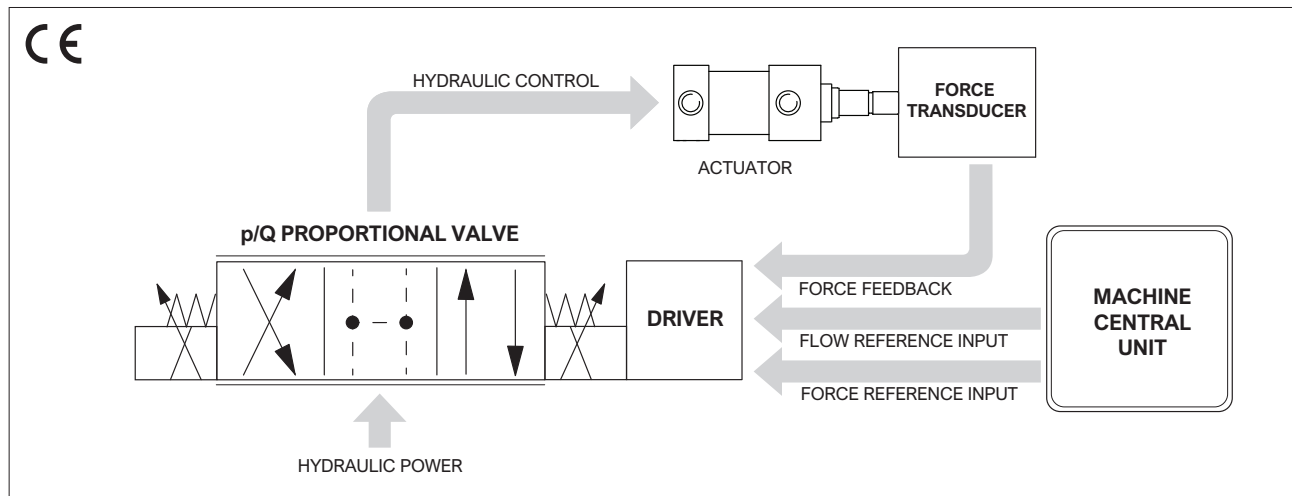 CE
HYDRAULIC CONTROL
FORCE
TRANSDUCER
ACTUATOR
p/Q PROPORTIONAL VALVE
DRIVER
FORCE FEEDBACK
FLOW REFERENCE INPUT
FORCE REFERENCE INPUT
MACHINE
CENTRAL
UNIT
HYDRAULIC POWER